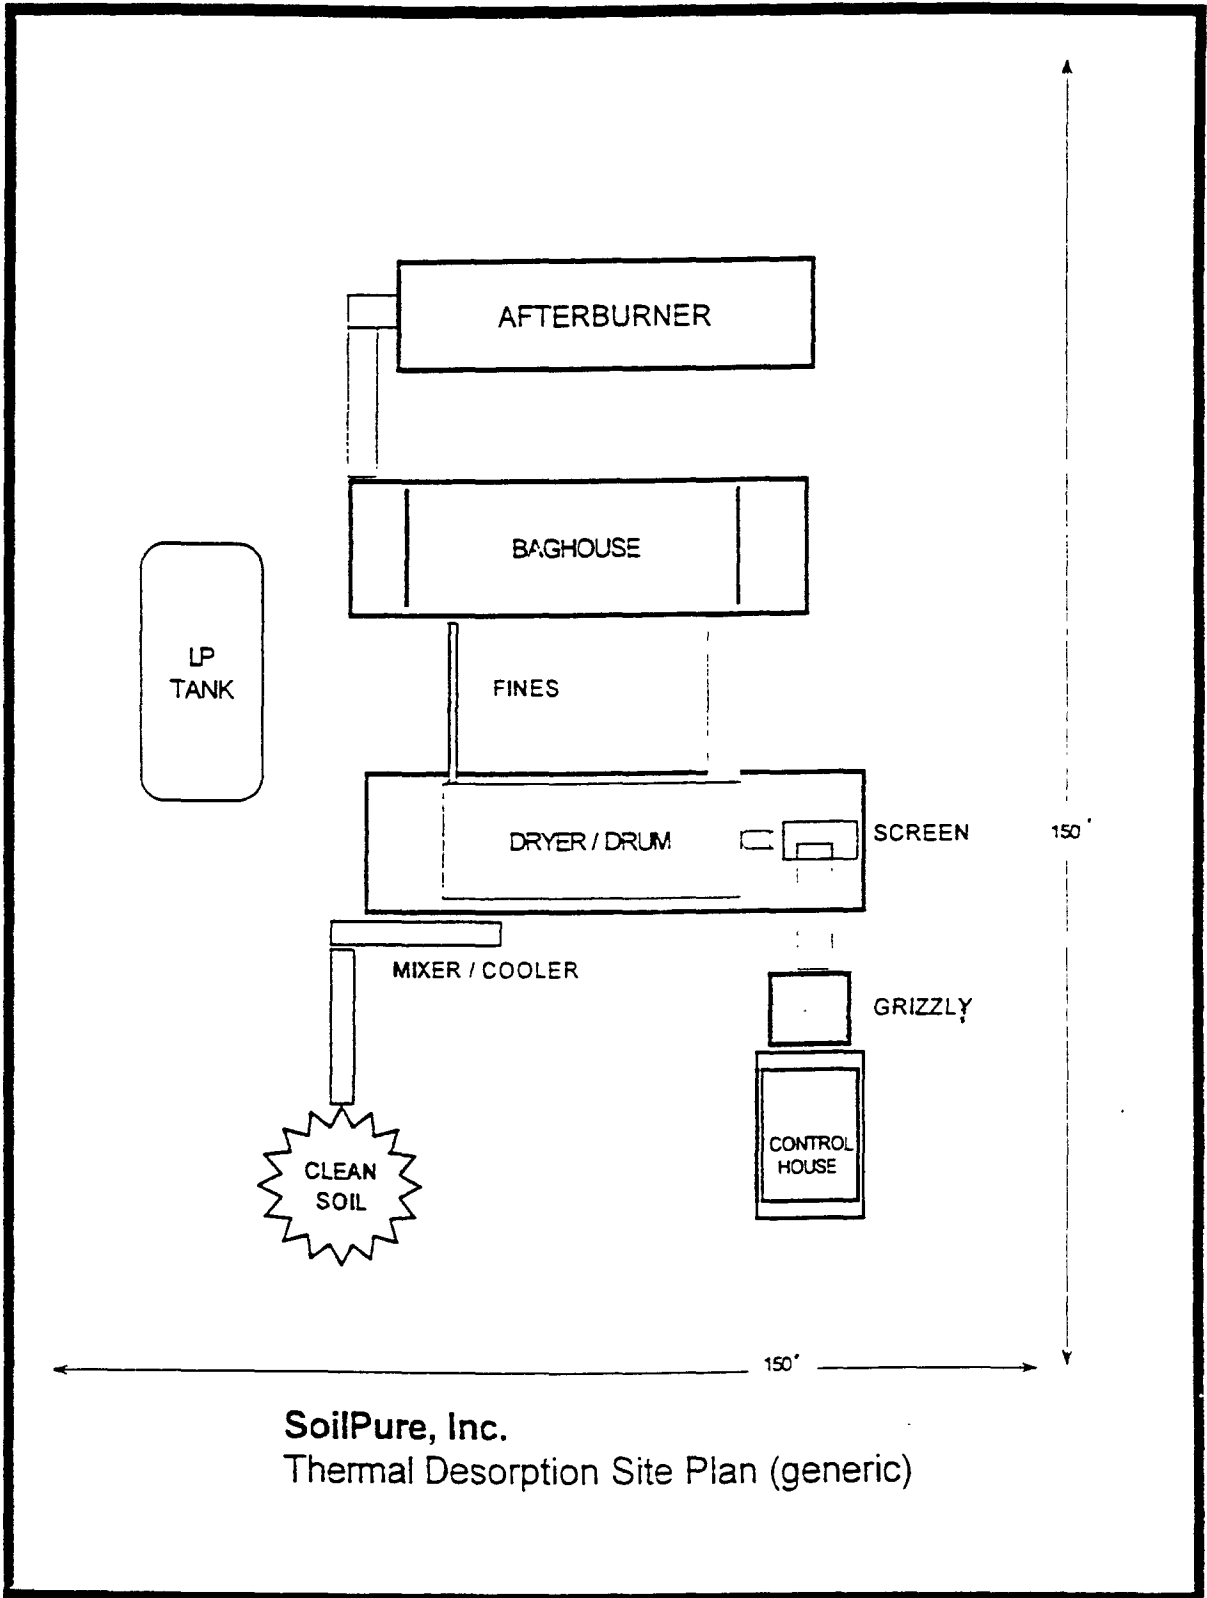 AFTERBURNER
BAGHOUSE
LP
TANK
FINES
DRYER / DRUM
SCREEN
150'
MIXER / COOLER
GRIZZLY
CONTROL
HOUSE
CLEAN
SOIL
150'
SoilPure, Inc.
Thermal Desorption Site Plan (generic)